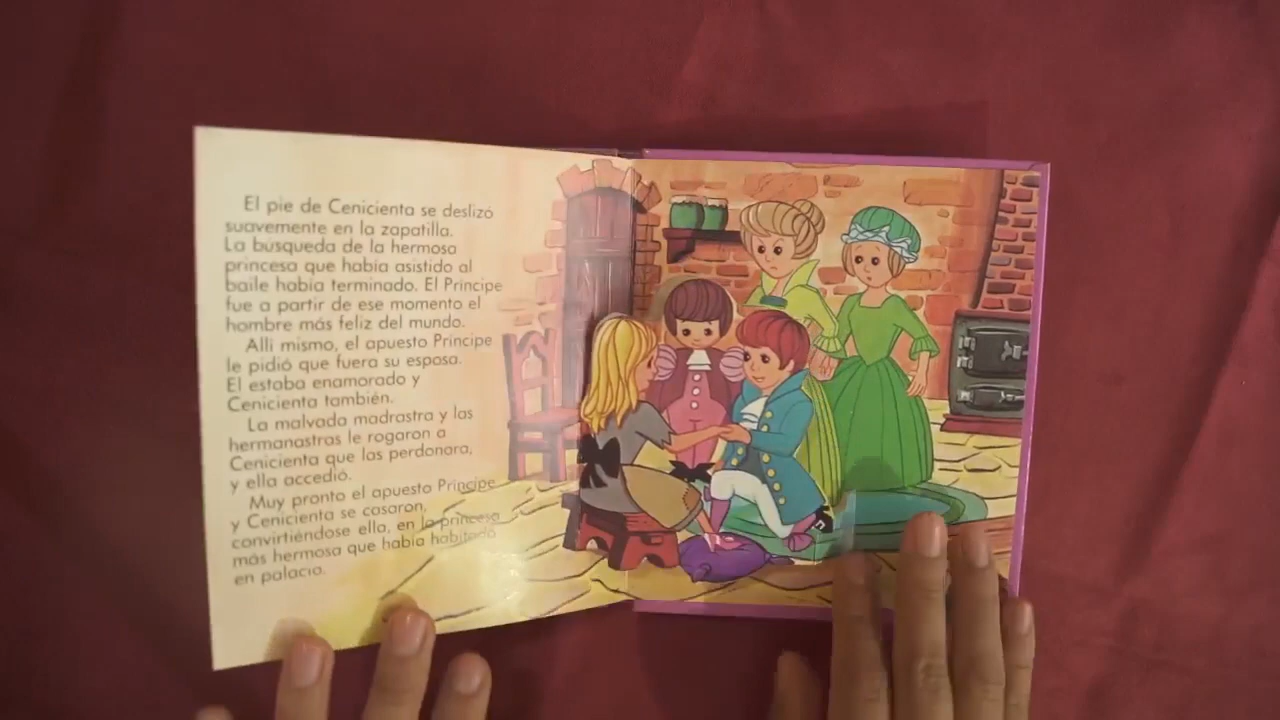 El pie de Cenicienta se deslizó
suavemente en la zapatilla.
La búsqueda de la hermosa
princesa que había asistido al
baile había terminado. El Príncipe
fue a partir de ese momento el
hombre más feliz del mundo.
Allí mismo, el apuesto Príncipe
le pidió que fuera su esposa.
El estaba enamorado y
Cenicienta también.
La malvada madrastra y las
hermanastras le rogaron a
Cenicienta que las perdonara,
y ella accedió.
Muy pronto el apuesto Príncipe
y Cenicienta se casaron,
convirtiéndose ella, en la princesa
más hermosa que había habitado
en palacio.